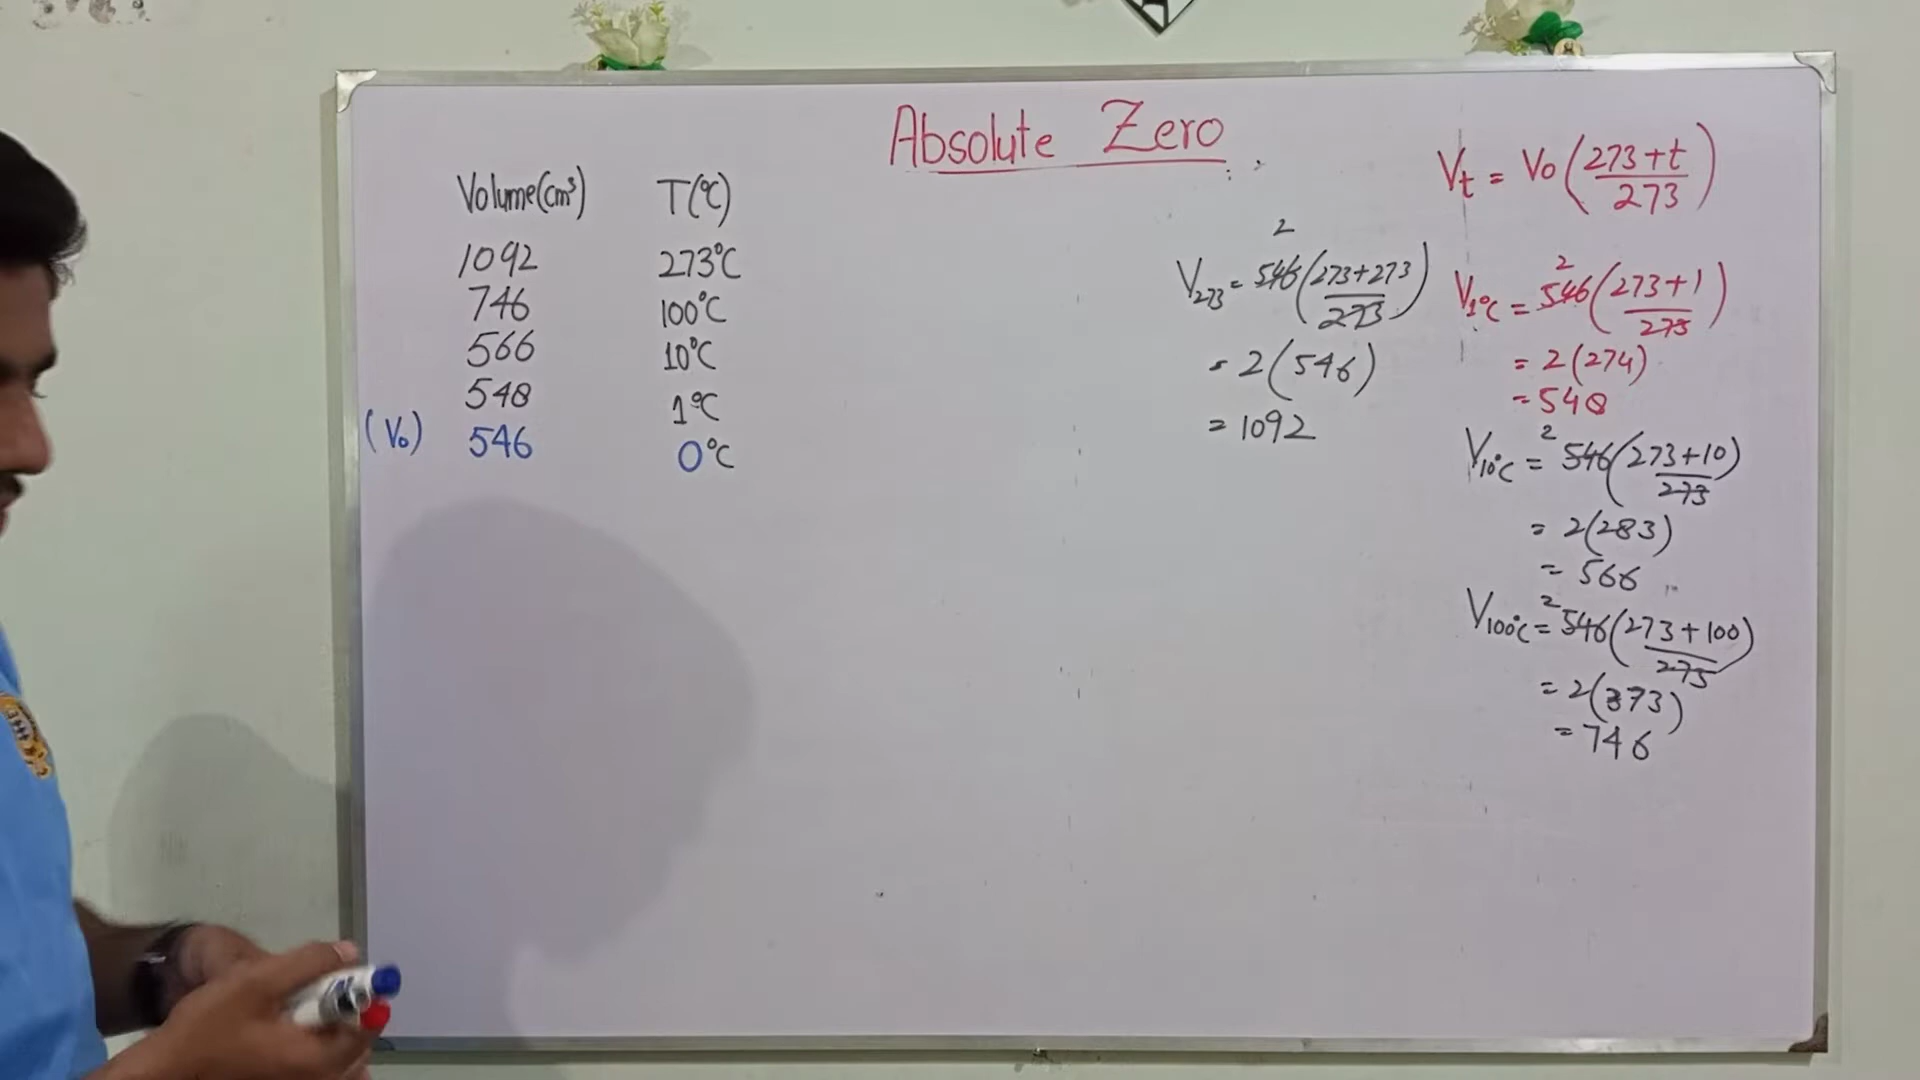 Absolute Zero
Volume(cm³) T(°C)
1092 273°C
746 100°C
566 10°C
548 1°C
(V₀) 546 0°C
V₂₇₃ = 546(273+273/273) 2
= 2(546)
= 1092
Vt = V₀(273+t/273)
V₁°C = 546(273+1/273) 2
= 2(274)
= 548
V₁₀°C = 546(273+10/273) 2
= 2(283)
= 566
V₁₀₀°C = 546(273+100/273) 2
= 2(373)
= 746